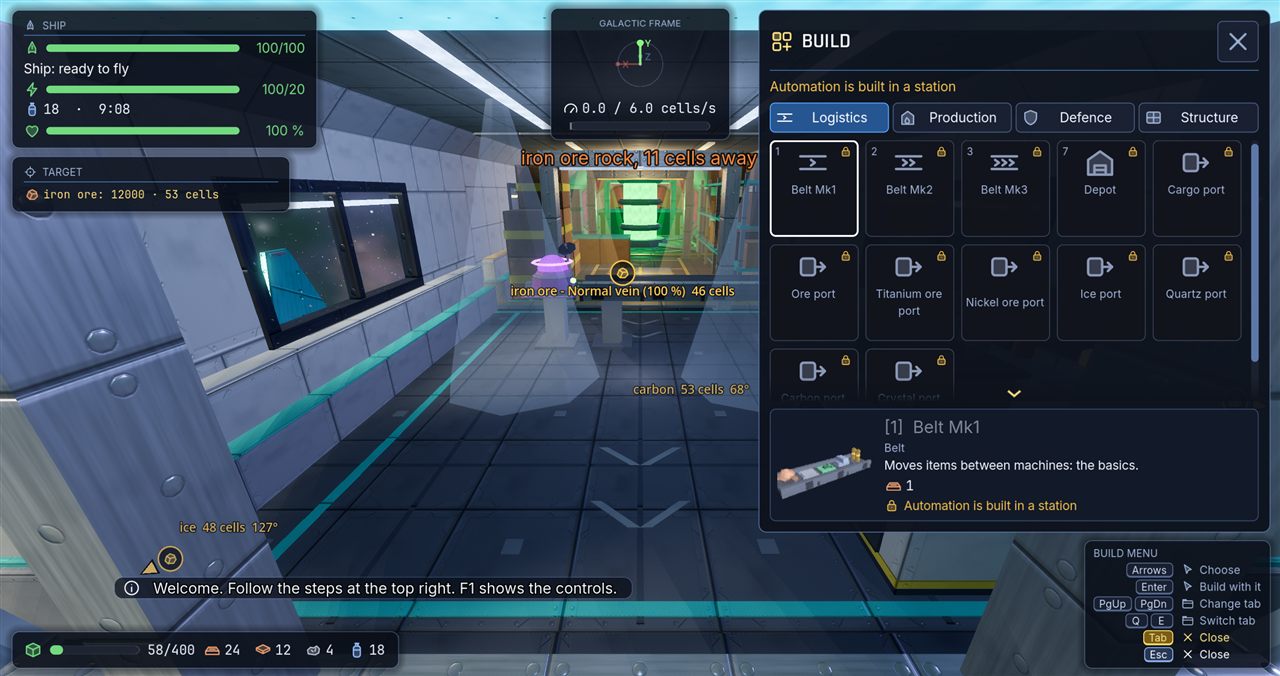 SHIP
100/100
Ship: ready to fly
100/20
18 · 9:08
100 %
TARGET
iron ore: 12000 · 53 cells
GALACTIC FRAME
Y
Z
X
0.0 / 6.0 cells/s
iron ore rock, 11 cells away
iron ore - Normal vein (100 %) 46 cells
carbon 53 cells 68°
ice 48 cells 127°
Welcome. Follow the steps at the top right. F1 shows the controls.
58/400 24 12 4 18
BUILD
Automation is built in a station
Logistics
Production
Defence
Structure
1 Belt Mk1
2 Belt Mk2
3 Belt Mk3
7 Depot
Cargo port
Ore port
Titanium ore port
Nickel ore port
Ice port
Quartz port
Carbon port
Crystal port
[1] Belt Mk1
Belt
Moves items between machines: the basics.
1
Automation is built in a station
BUILD MENU
Arrows Choose
Enter Build with it
PgUp PgDn Change tab
Q E Switch tab
Tab Close
Esc Close